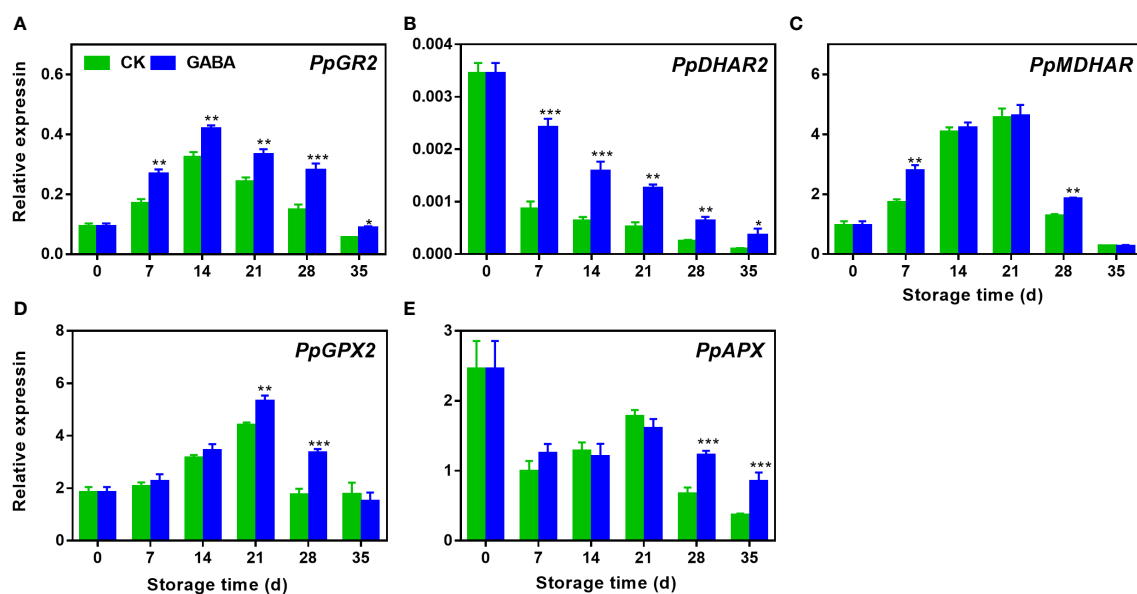 A
B
C
0.6
0.4
0.2
0.0
Relative expressin
CK GABA
PpGR2
** ** ** *** *
0 7 14 21 28 35
0.004
0.003
0.002
0.001
0.000
PpDHAR2
*** *** ** ** *
0 7 14 21 28 35
6
4
2
0
PpMDHAR
** **
0 7 14 21 28 35
Storage time (d)
D
E
8
6
4
2
0
Relative expressin
PpGPX2
** ***
0 7 14 21 28 35
Storage time (d)
3
2
1
0
PpAPX
*** ***
0 7 14 21 28 35
Storage time (d)